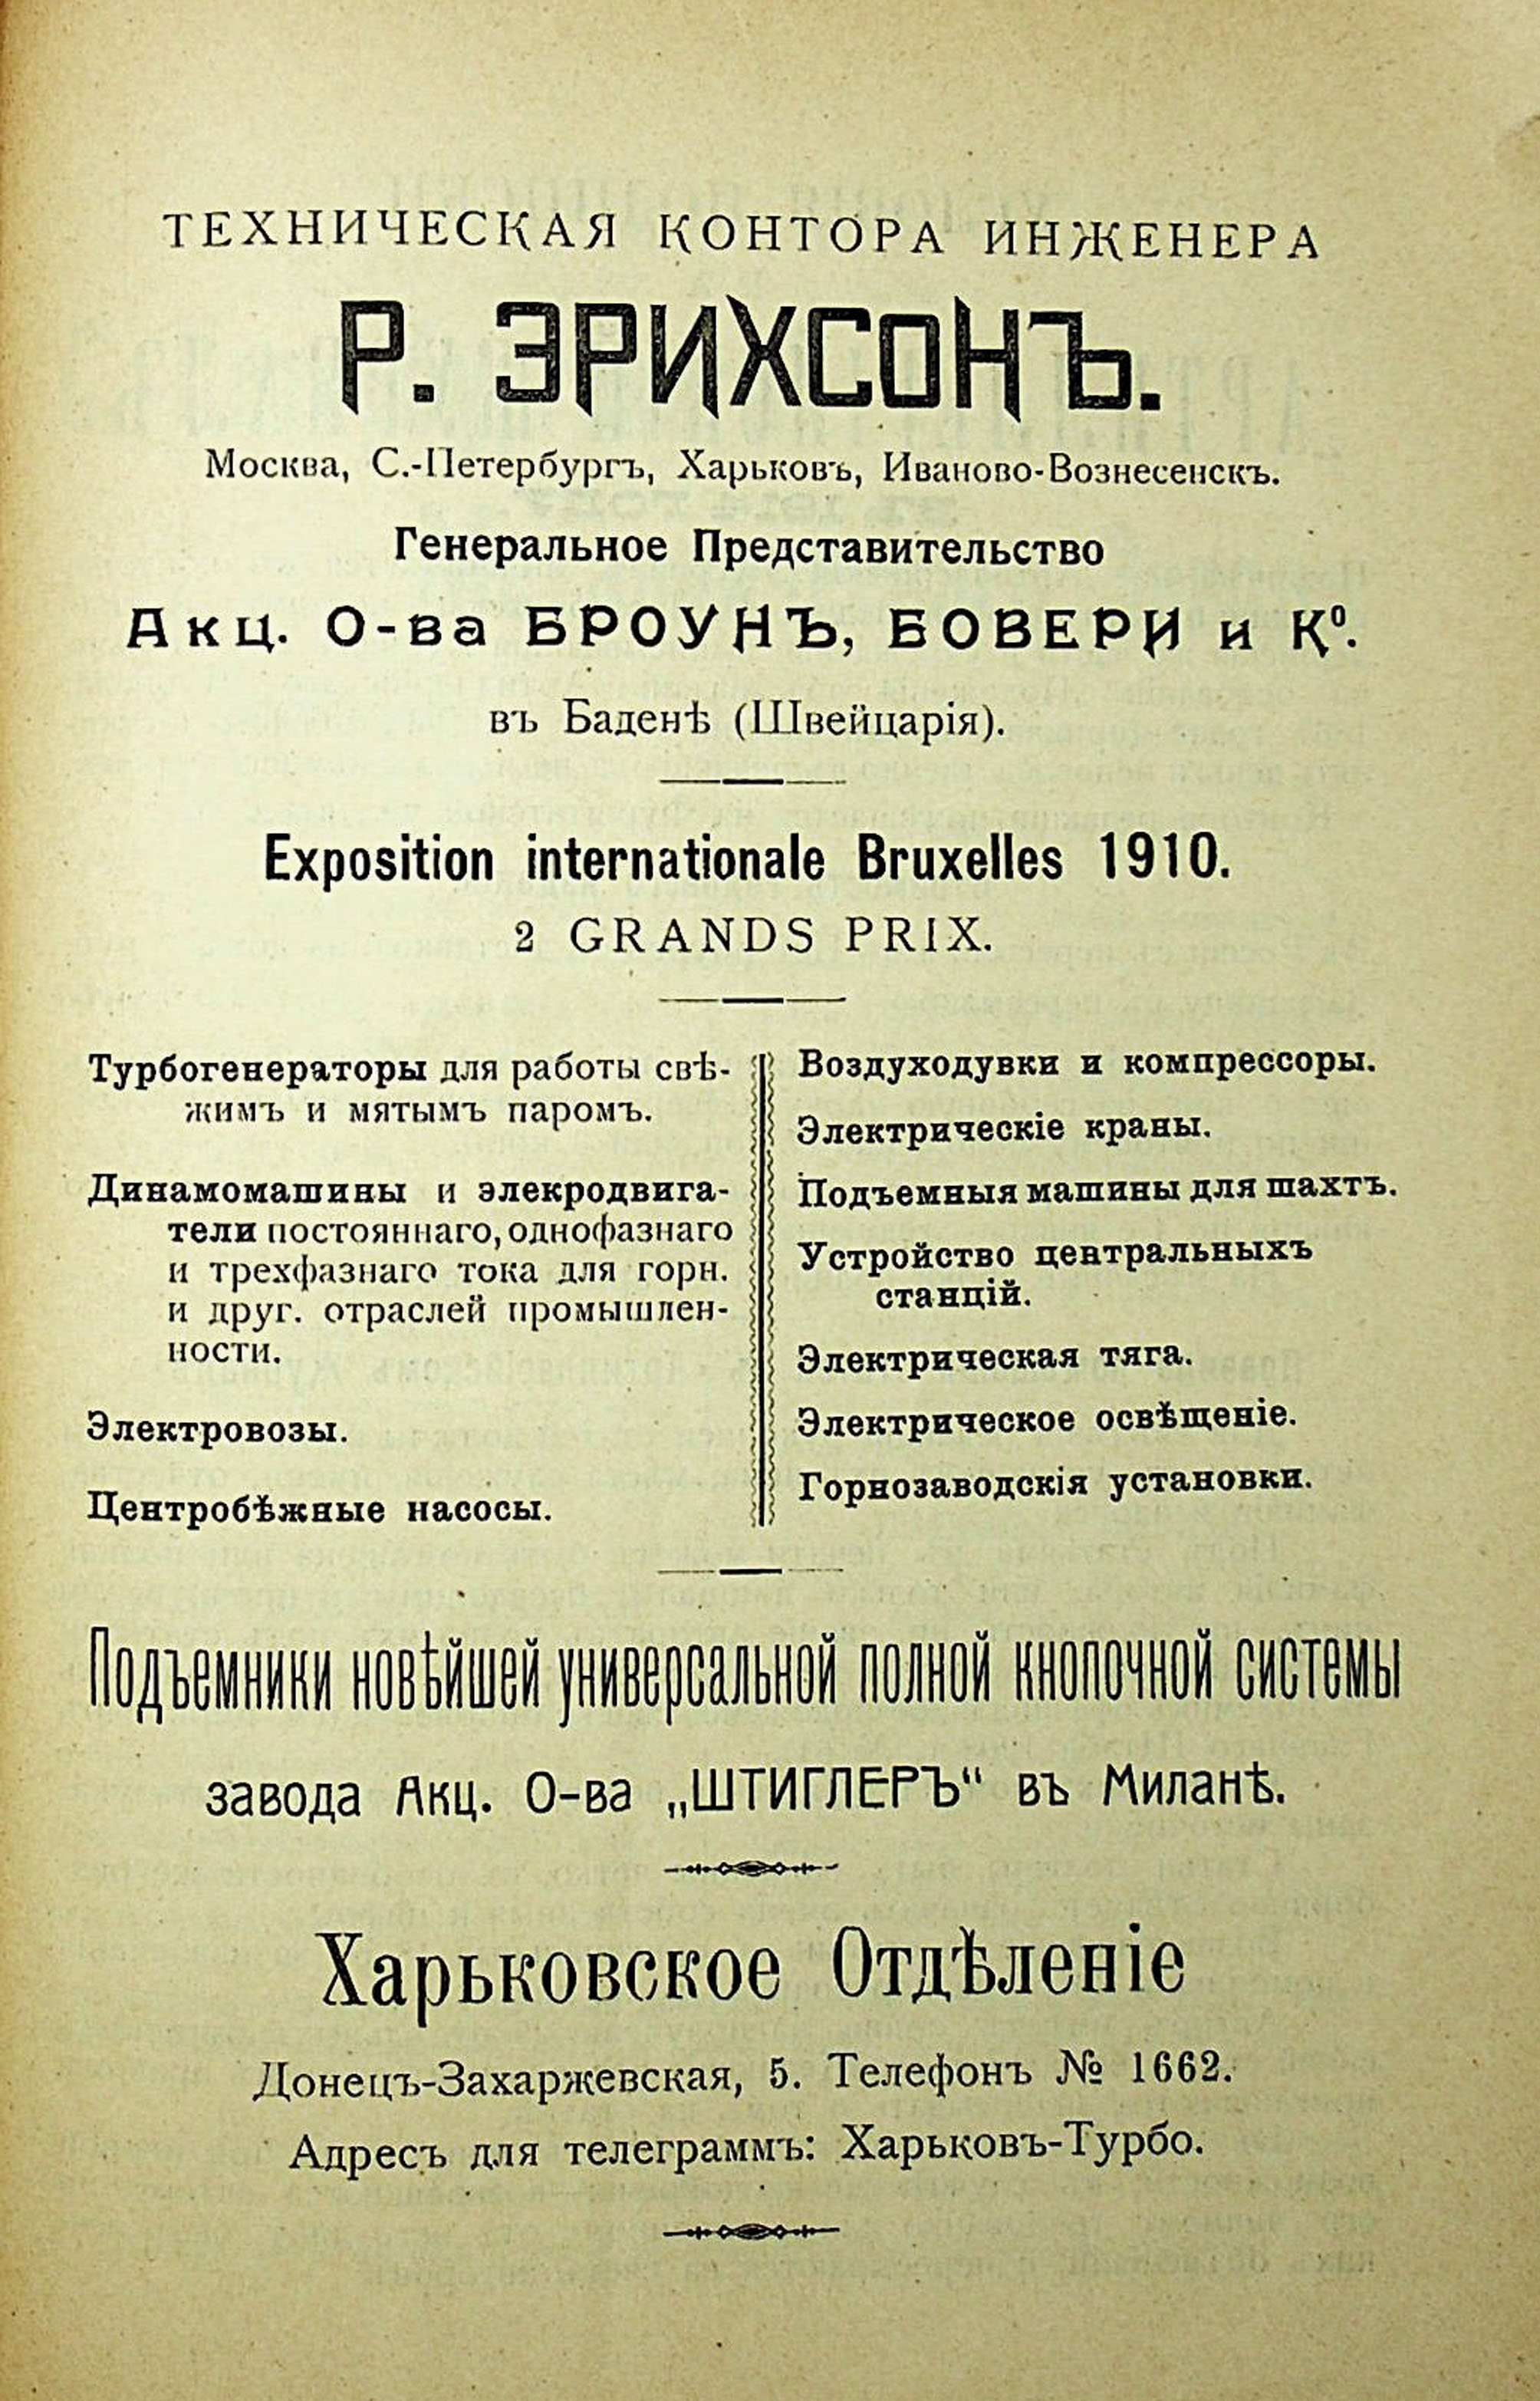 ТЕХНИЧЕСКАЯ КОНТОРА ИНЖЕНЕРА
Р. ЭРИХСОНЪ.
Москва, С.-Петербургъ, Харьковъ, Иваново-Вознесенскъ.
Генеральное Представительство
Акц. О-ва БРОУНЪ, БОВЕРИ и Кº.
въ Баденѣ (Швейцарія).
Exposition internationale Bruxelles 1910.
2 GRANDS PRIX.
Турбогенераторы для работы свѣ-
жимъ и мятымъ паромъ.
Динамомашины и элекродвига-
тели постояннаго, однофазнаго
и трехфазнаго тока для горн.
и друг. отраслей промышлен-
ности.
Электровозы.
Центробѣжные насосы.
Воздуходувки и компрессоры.
Электрическіе краны.
Подъемныя машины для шахтъ.
Устройство центральныхъ
станцій.
Электрическая тяга.
Электрическое освѣщеніе.
Горнозаводскія установки.
Подъемники новѣйшей универсальной полной кнопочной системы
завода Акц. О-ва „ШТИГЛЕРЪ“ въ Миланѣ.
Харьковское Отдѣленіе
Донецъ-Захаржевская, 5. Телефонъ № 1662.
Адресъ для телеграммъ: Харьковъ-Турбо.